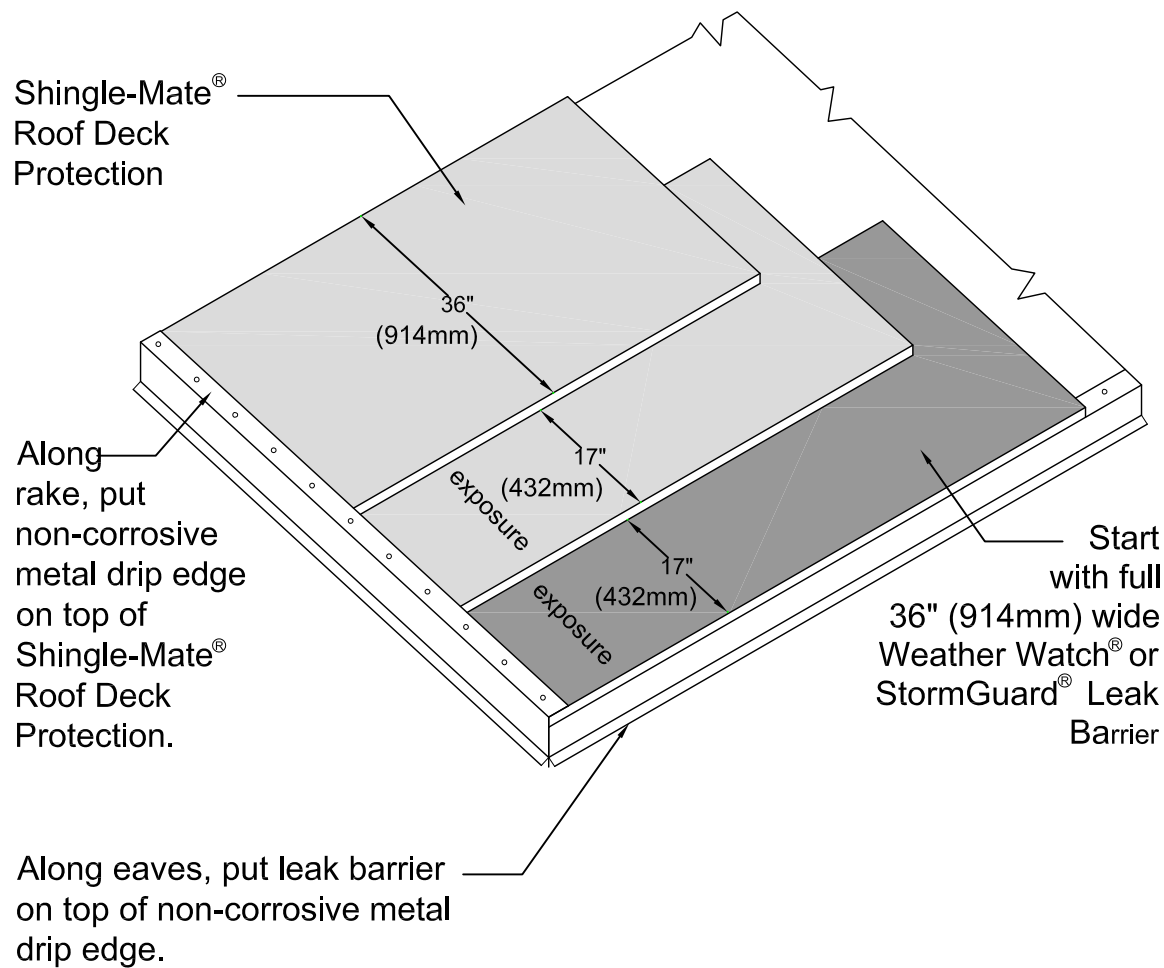 Shingle-Mate®
Roof Deck
Protection
36"
(914mm)
17"
(432mm)
exposure
17"
(432mm)
exposure
Along
rake, put
non-corrosive
metal drip edge
on top of
Shingle-Mate®
Roof Deck
Protection.
Start
with full
36" (914mm) wide
Weather Watch® or
StormGuard® Leak
Barrier
Along eaves, put leak barrier
on top of non-corrosive metal
drip edge.